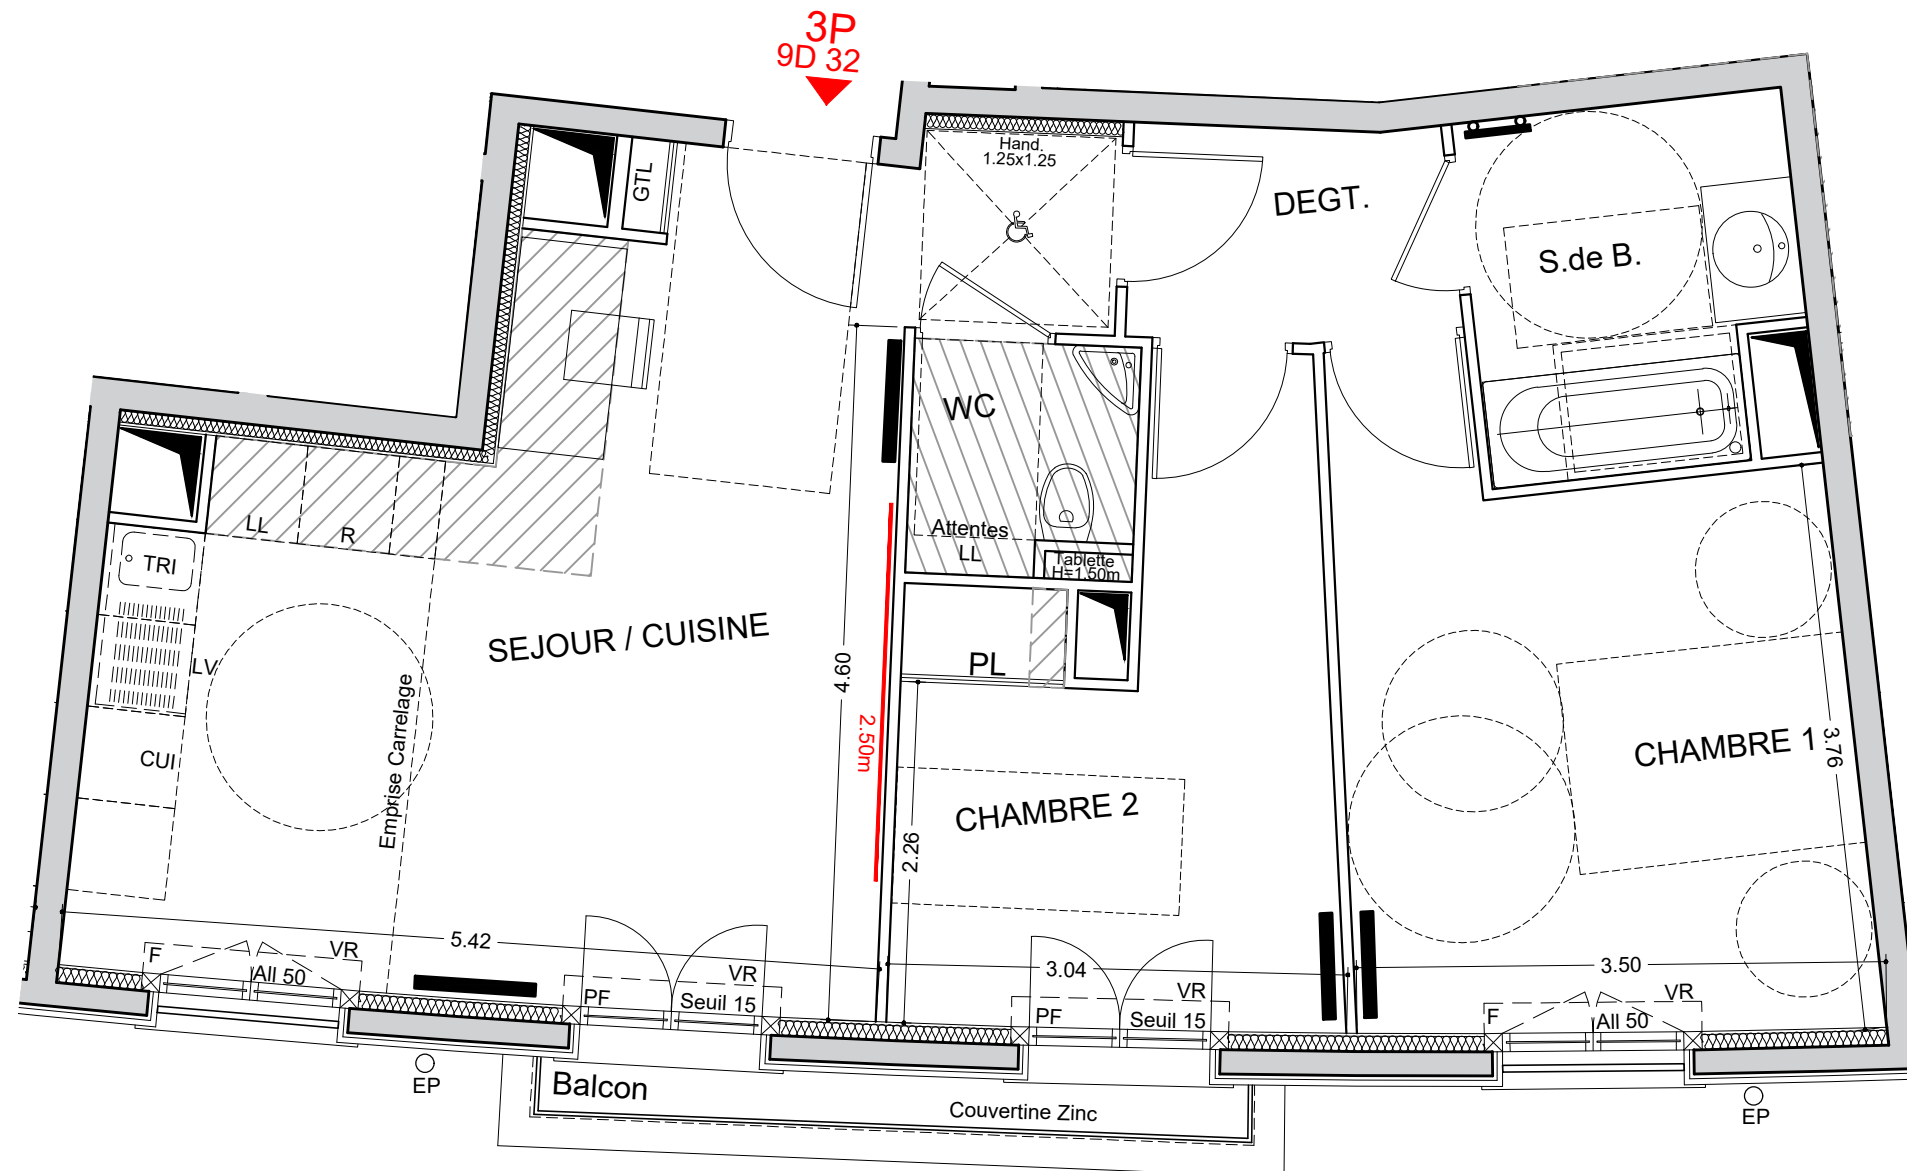 3P
9D 32
Hand.
1.25x1.25
GTL
DEGT.
S.de B.
WC
LL
R
Attentes
LL
Tablette
H=1.50m
TRI
SEJOUR / CUISINE
LV
PL
4.60
2.50m
Emprise Carrelage
CUI
CHAMBRE 1
3.76
CHAMBRE 2
2.26
5.42
3.04
3.50
F
VR
All 50
PF
VR
Seuil 15
PF
VR
Seuil 15
F
VR
All 50
EP
Balcon
Couvertine Zinc
EP